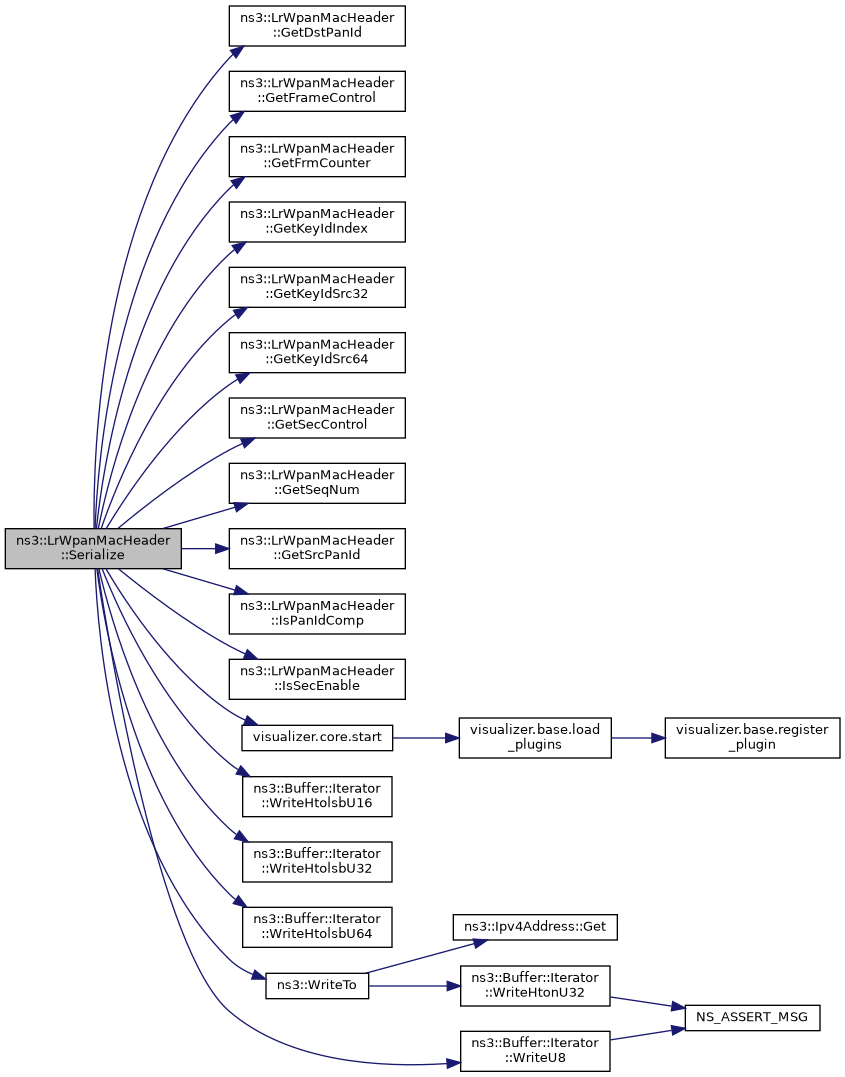 ns3::LrWpanMacHeader
::GetDstPanId
ns3::LrWpanMacHeader
::GetFrameControl
ns3::LrWpanMacHeader
::GetFrmCounter
ns3::LrWpanMacHeader
::GetKeyIdIndex
ns3::LrWpanMacHeader
::GetKeyIdSrc32
ns3::LrWpanMacHeader
::GetKeyIdSrc64
ns3::LrWpanMacHeader
::GetSecControl
ns3::LrWpanMacHeader
::GetSeqNum
ns3::LrWpanMacHeader
::Serialize
ns3::LrWpanMacHeader
::GetSrcPanId
ns3::LrWpanMacHeader
::IsPanIdComp
ns3::LrWpanMacHeader
::IsSecEnable
visualizer.core.start
visualizer.base.load
_plugins
visualizer.base.register
_plugin
ns3::Buffer::Iterator
::WriteHtolsbU16
ns3::Buffer::Iterator
::WriteHtolsbU32
ns3::Buffer::Iterator
::WriteHtolsbU64
ns3::WriteTo
ns3::Ipv4Address::Get
ns3::Buffer::Iterator
::WriteHtonU32
NS_ASSERT_MSG
ns3::Buffer::Iterator
::WriteU8